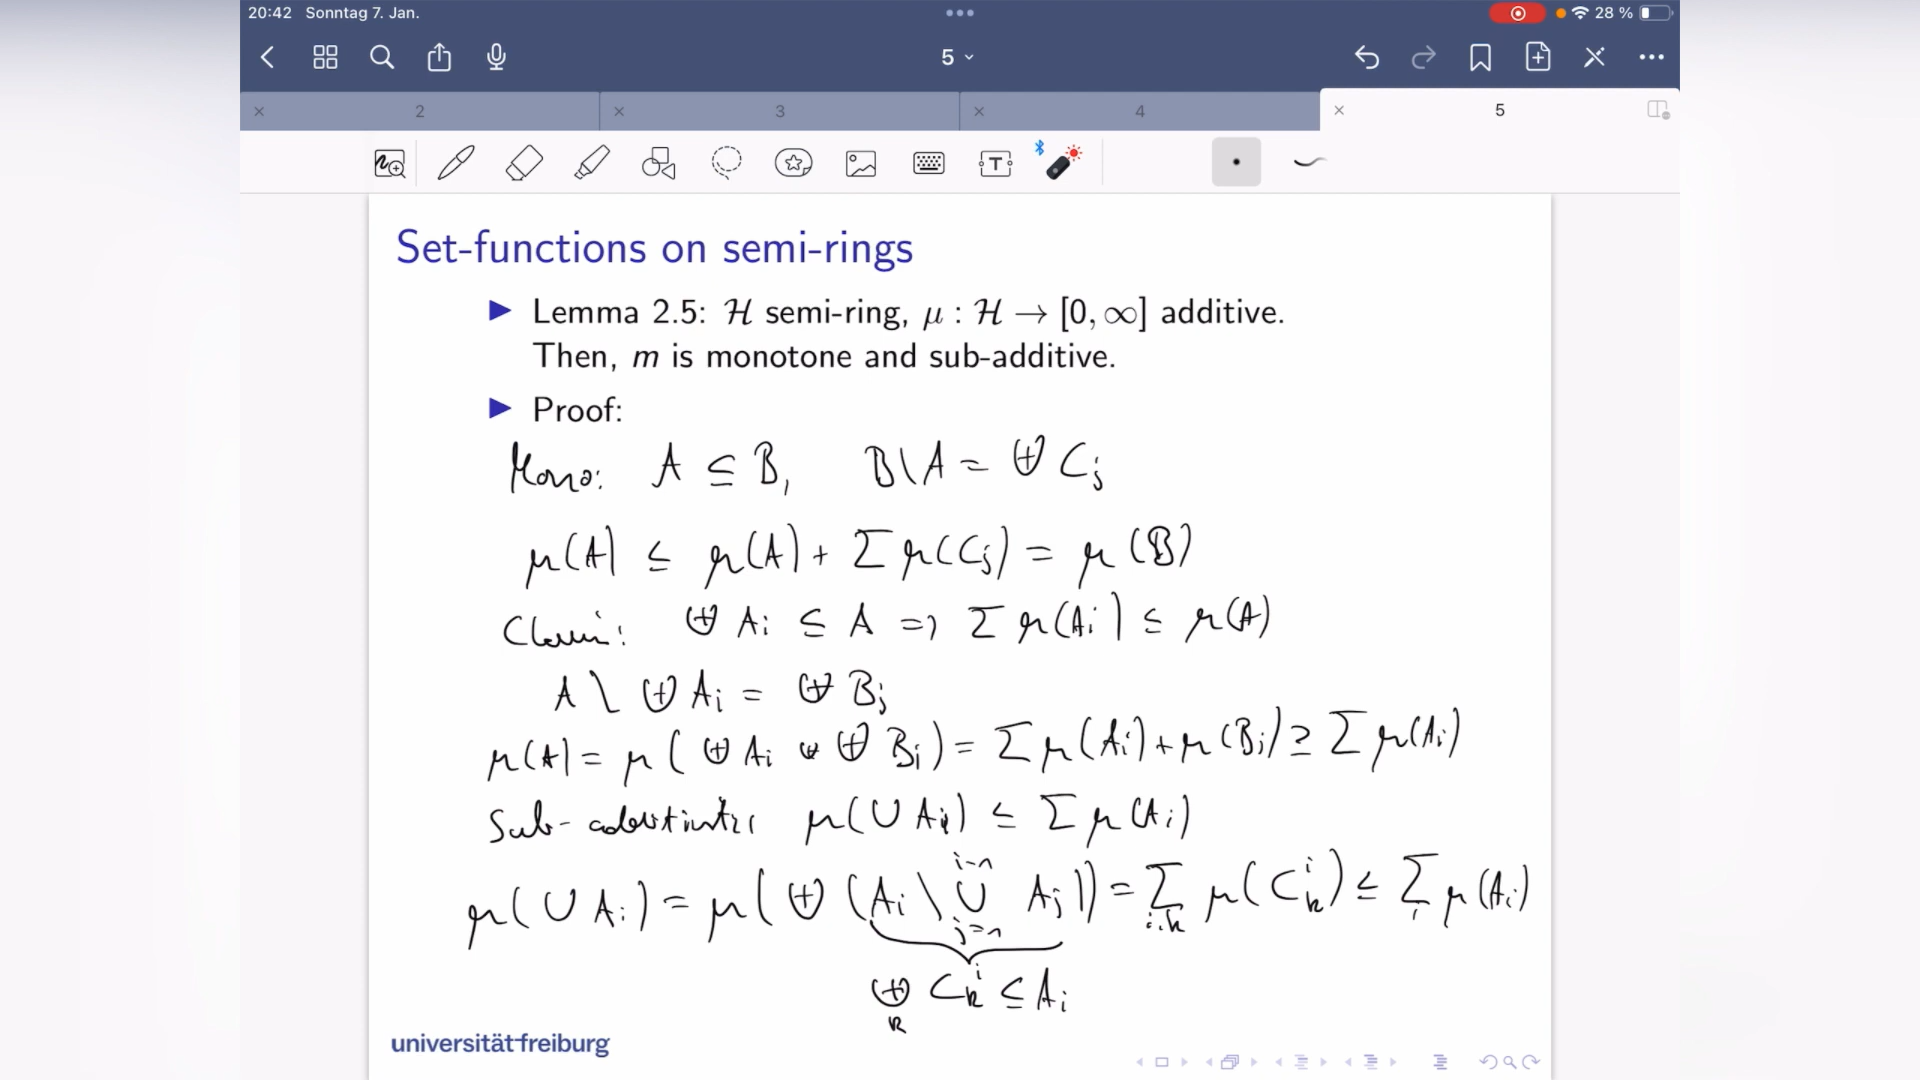 20:42 Sonntag 7. Jan. 28 %
5
2 3 4 5
T
Set-functions on semi-rings
▶ Lemma 2.5: ℋ semi-ring, μ : ℋ → [0, ∞] additive.
Then, m is monotone and sub-additive.
▶ Proof:
Mono: A ⊆ B, B\A = ⊎ C_j
μ(A) ≤ μ(A) + Σ μ(C_j) = μ(B)
Claim: ⊎ A_i ⊆ A ⇒ Σ μ(A_i) ≤ μ(A)
A \ ⊎ A_i = ⊎ B_j
μ(A) = μ(⊎ A_i ⊎ ⊎ B_j) = Σ μ(A_i) + μ(B_j) ≥ Σ μ(A_i)
Sub- μ(∪ A_i) ≤ Σ μ(A_i)
μ(∪ A_i) = μ(⊎ (A_i \ ∪_{j=1}^{i-1} A_j)) = Σ_{i,k} μ(C_k^i) ≤ Σ_i μ(A_i)
⊎_k C_k^i ⊆ A_i
universität freiburg